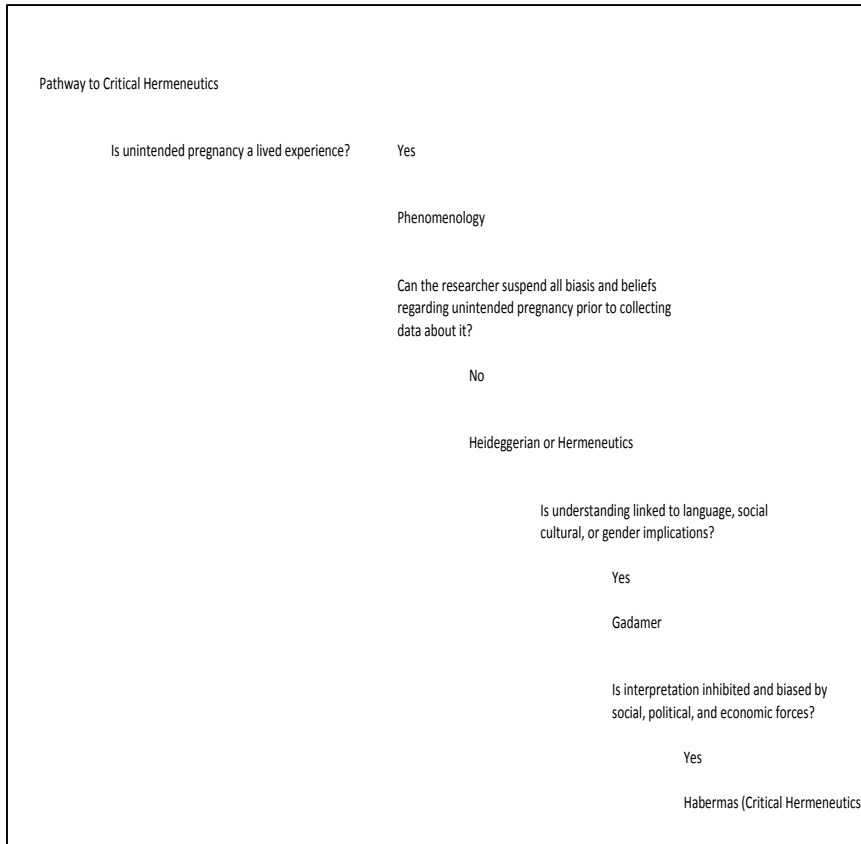 Pathway to Critical Hermeneutics
Is unintended pregnancy a lived experience? Yes
Phenomenology
Can the researcher suspend all biasis and beliefs
regarding unintended pregnancy prior to collecting
data about it?
No
Heideggerian or Hermeneutics
Is understanding linked to language, social
cultural, or gender implications?
Yes
Gadamer
Is interpretation inhibited and biased by
social, political, and economic forces?
Yes
Habermas (Critical Hermeneutics